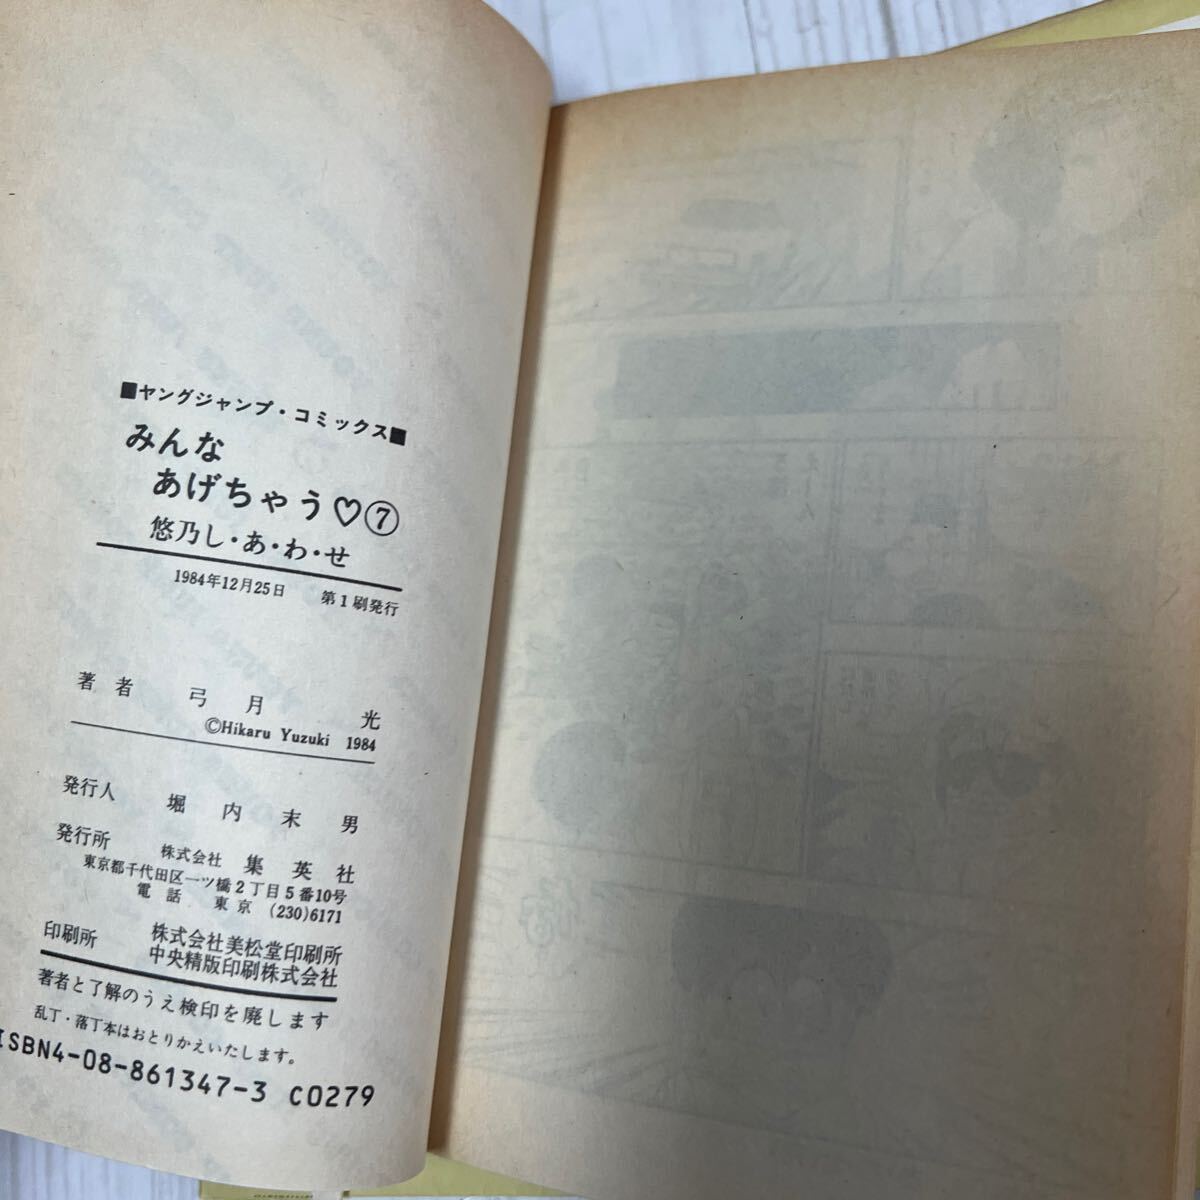 ■ヤングジャンプ・コミックス■
みんな
あげちゃう♡⑦
悠乃し・あ・わ・せ
1984年12月25日 第1刷発行
著者 弓月 光
©Hikaru Yuzuki 1984
発行人 堀内末男
発行所 株式会社 集英社
東京都千代田区一ツ橋2丁目5番10号
電話 東京 (230)6171
印刷所 株式会社美松堂印刷所
中央精版印刷株式会社
著者と了解のうえ検印を廃します
乱丁・落丁本はおとりかえいたします。
ISBN4-08-861347-3 C0279